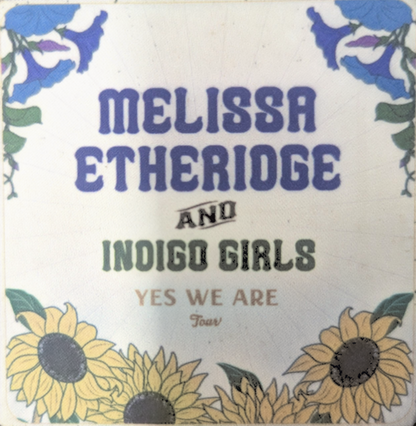 MELISSA
ETHERIDGE
AND
INDIGO GIRLS
YES WE ARE
Tour